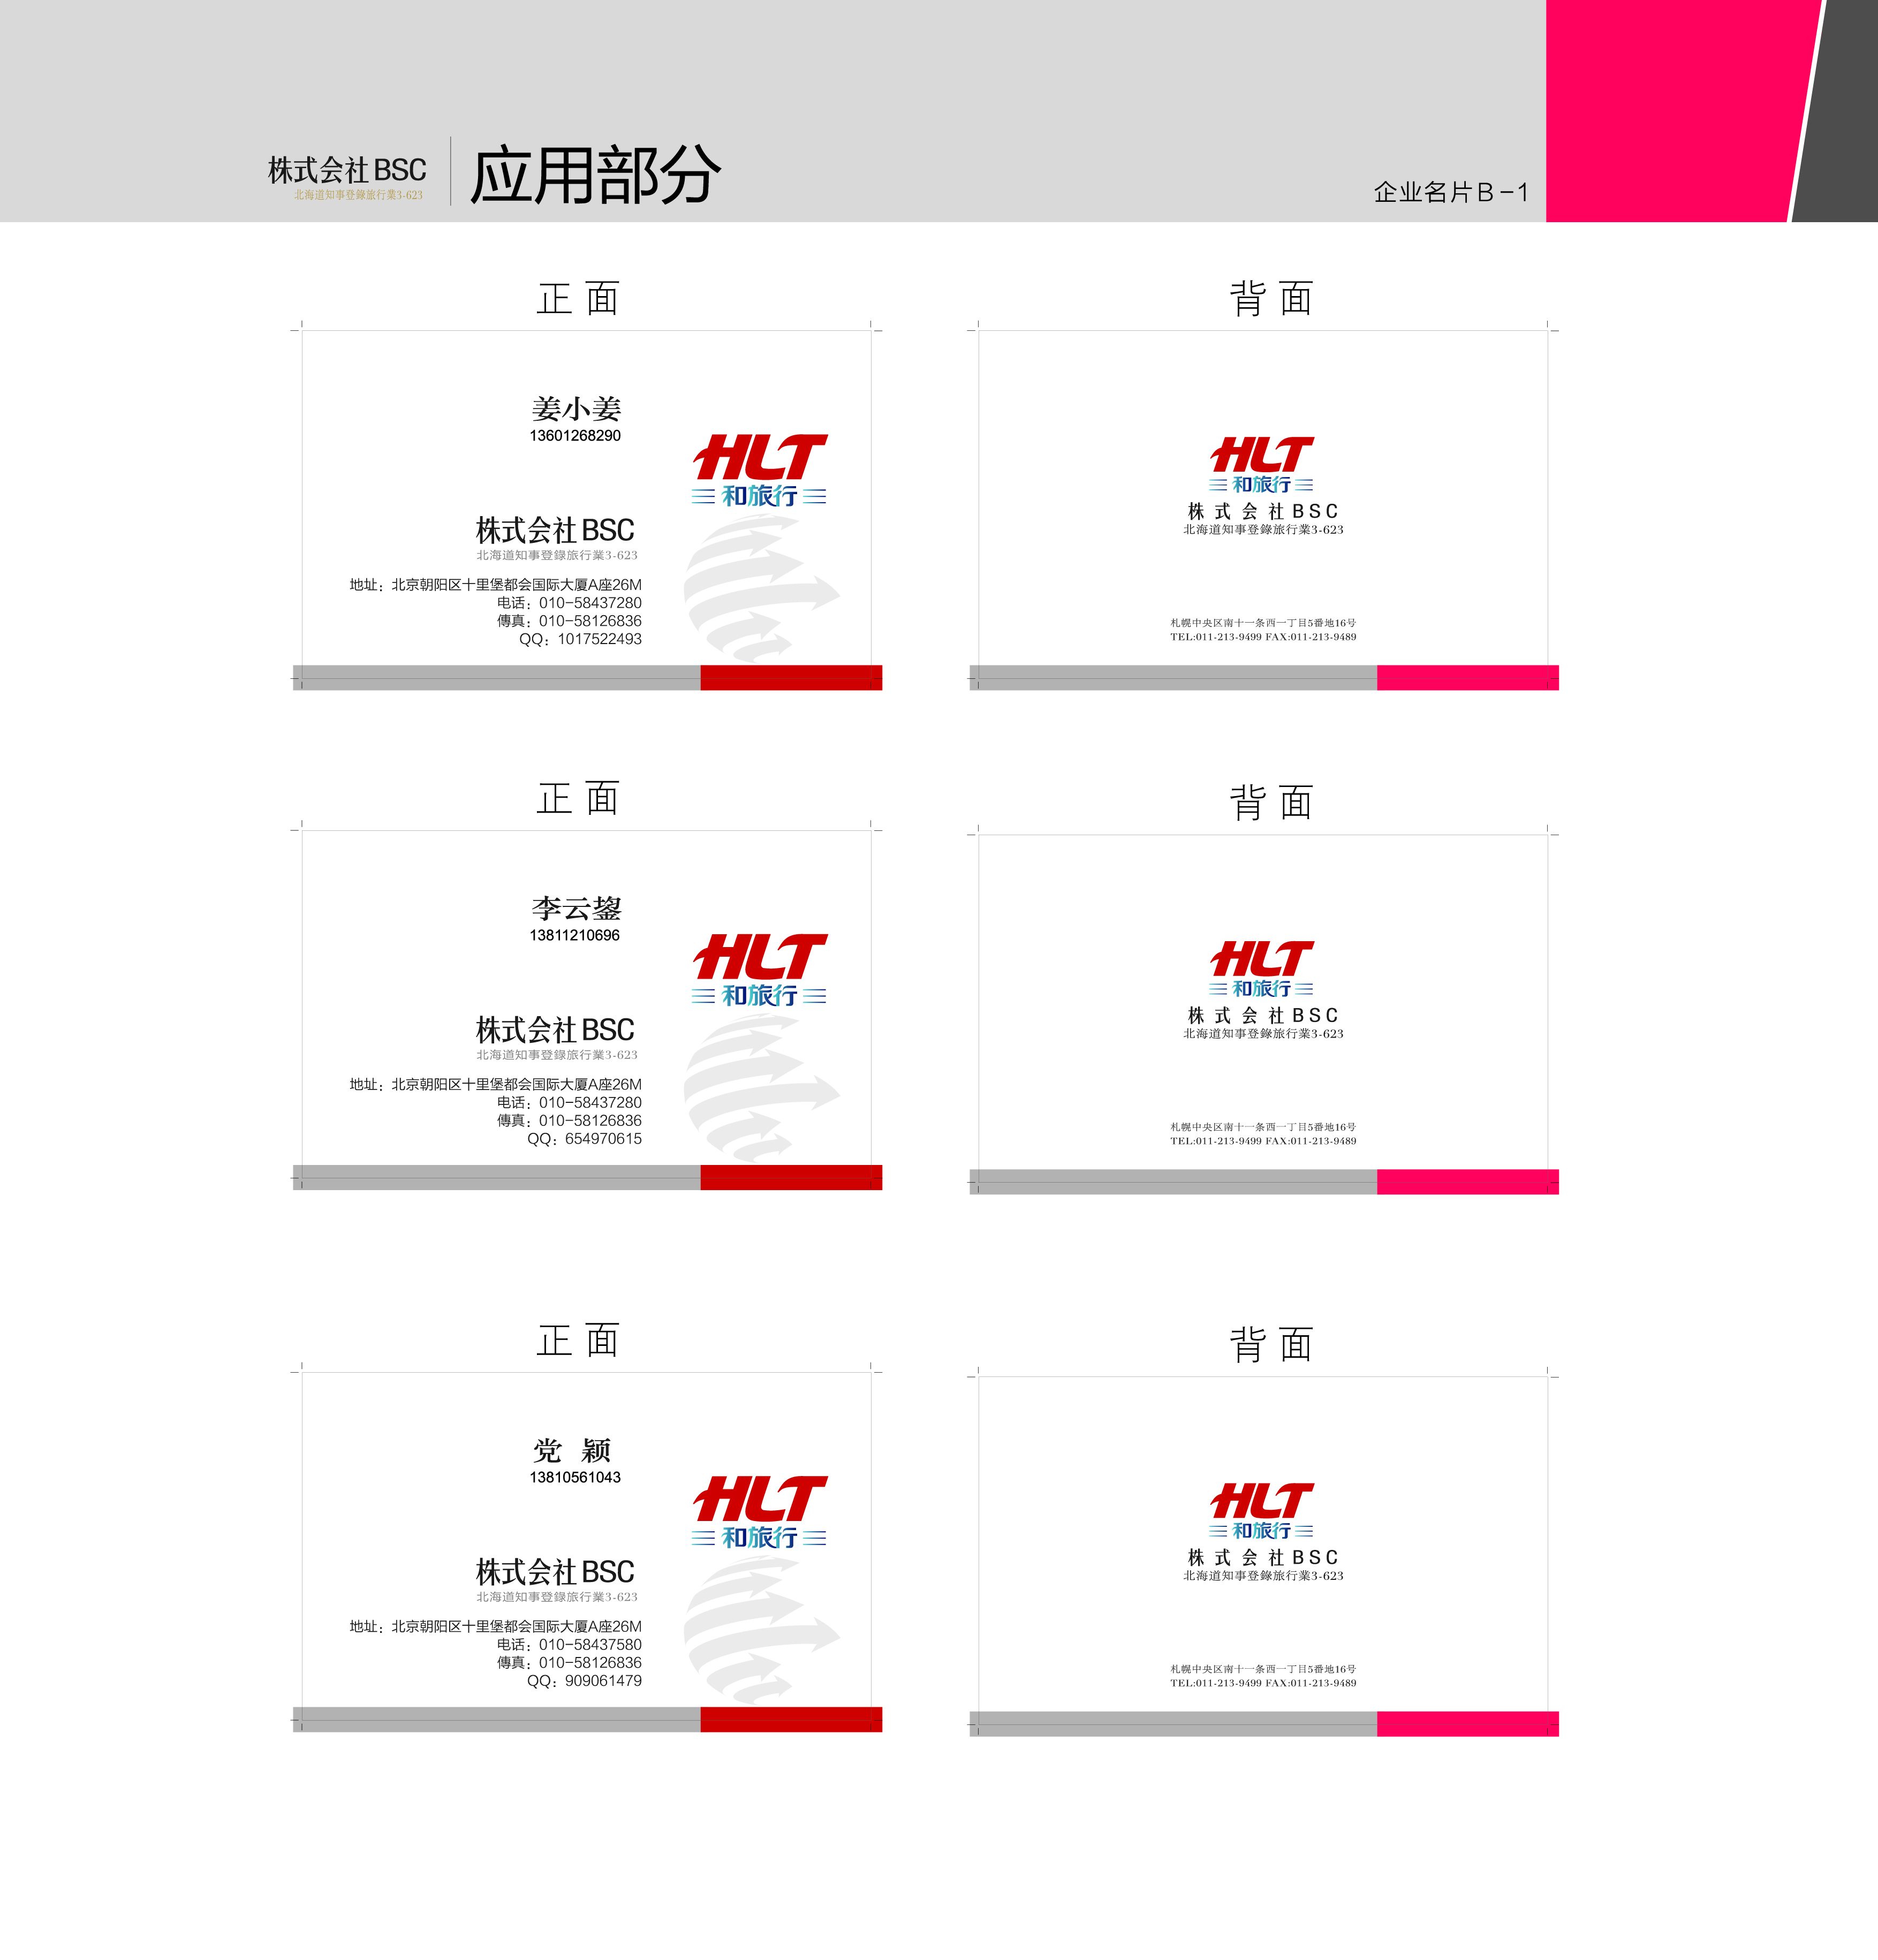 株式会社BSC
北海道知事登錄旅行業3-623
应用部分
企业名片B-1
正面
背面
姜小姜
13601268290
HLT
和旅行
株式会社BSC
北海道知事登錄旅行業3-623
地址：北京朝阳区十里堡都会国际大厦A座26M
电话：010-58437280
傳真：010-58126836
QQ：1017522493
HLT
和旅行
株式会社BSC
北海道知事登錄旅行業3-623
札幌中央区南十一条西一丁目5番地16号
TEL:011-213-9499 FAX:011-213-9489
正面
背面
李云鋆
13811210696
HLT
和旅行
株式会社BSC
北海道知事登錄旅行業3-623
地址：北京朝阳区十里堡都会国际大厦A座26M
电话：010-58437280
傳真：010-58126836
QQ：654970615
HLT
和旅行
株式会社BSC
北海道知事登錄旅行業3-623
札幌中央区南十一条西一丁目5番地16号
TEL:011-213-9499 FAX:011-213-9489
正面
背面
党 颖
13810561043
HLT
和旅行
株式会社BSC
北海道知事登錄旅行業3-623
地址：北京朝阳区十里堡都会国际大厦A座26M
电话：010-58437580
傳真：010-58126836
QQ：909061479
HLT
和旅行
株式会社BSC
北海道知事登錄旅行業3-623
札幌中央区南十一条西一丁目5番地16号
TEL:011-213-9499 FAX:011-213-9489